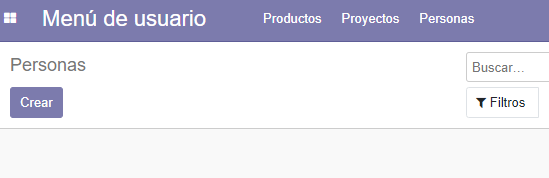 Menú de usuario Productos Proyectos Personas
Personas
Buscar...
Crear
Filtros